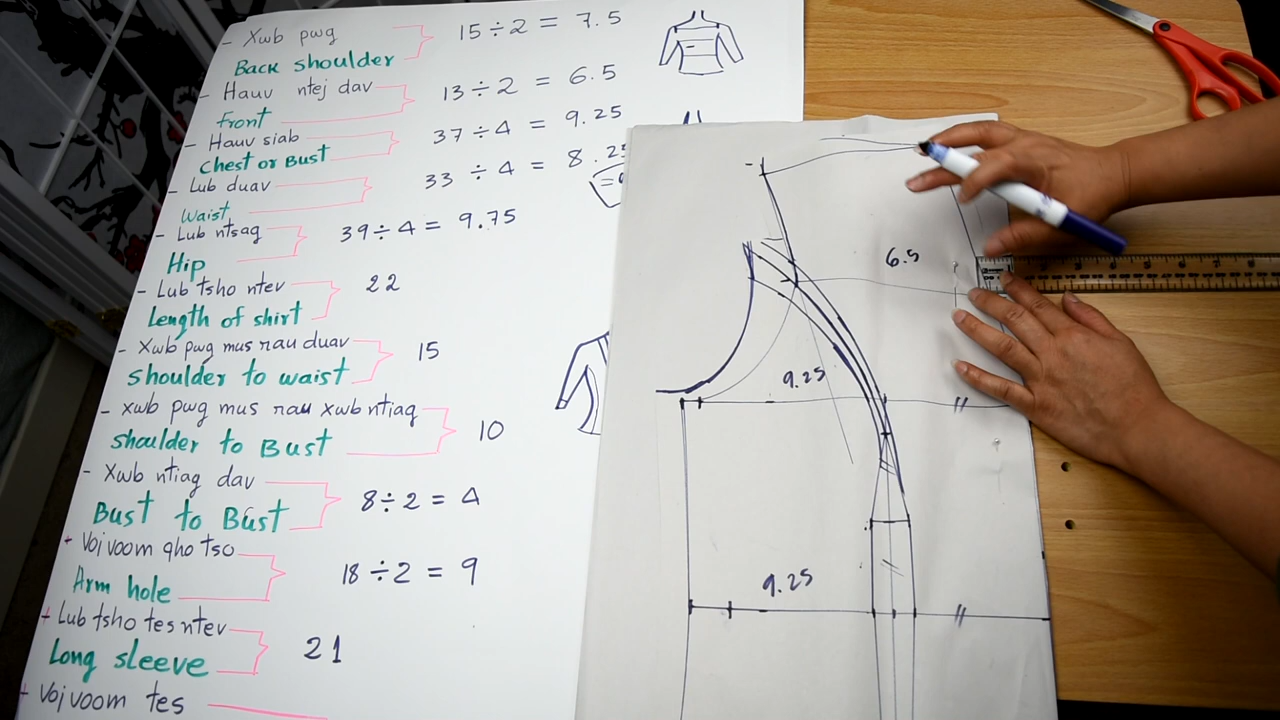 - Xwb pwg
15÷2 = 7.5
Back shoulder
- Hauv ntej dav
13÷2 = 6.5
Front
- Hauv siab
37÷4 = 9.25
Chest or Bust
- Lub duav
33÷4 = 8.25
Waist
- Lub ntsag
39÷4 = 9.75
Hip
- Lub tsho ntev
22
Length of shirt
- Xwb pwg mus rau duav
15
Shoulder to waist
- Xwb pwg mus rau xwb ntiag
10
Shoulder to Bust
- Xwb ntiag dav
8÷2 = 4
Bust to Bust
+ Voj voom qho tso
18÷2 = 9
Arm hole
+ Lub tsho tes ntev
21
Long sleeve
+ Voj voom tes
6.5
9.25
9.25